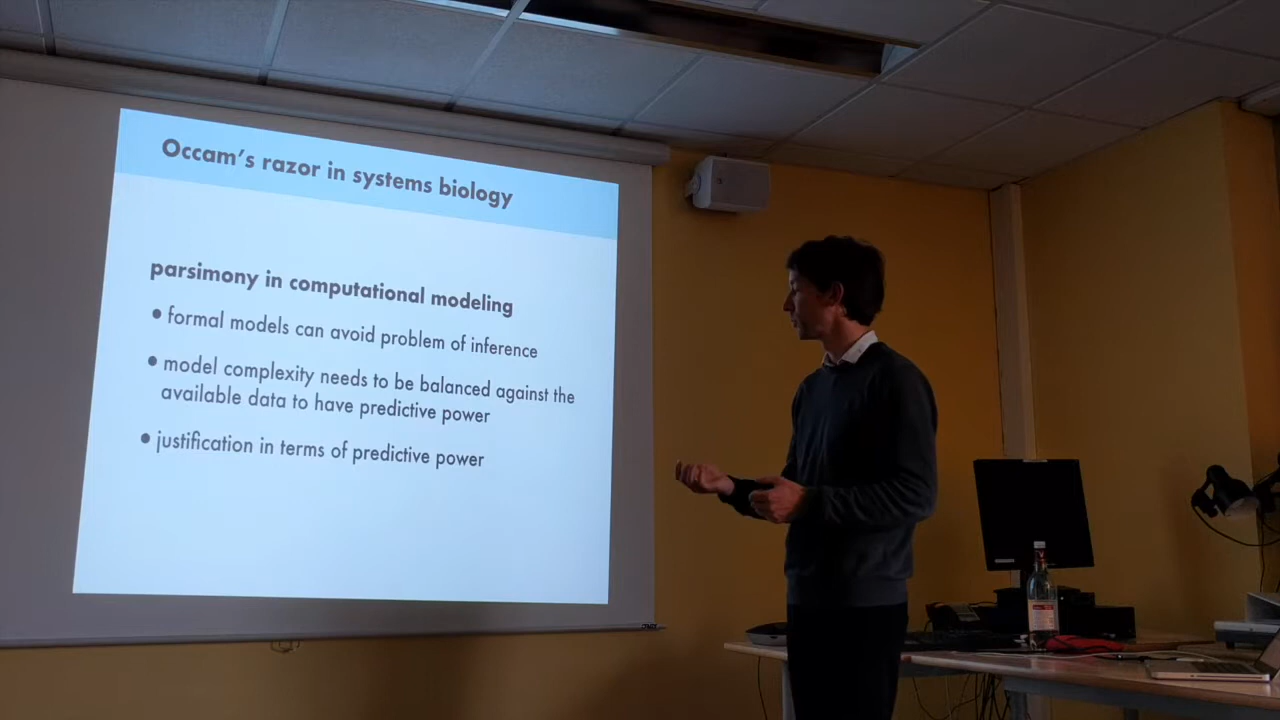 Occam's razor in systems biology
parsimony in computational modeling
• formal models can avoid problem of inference
• model complexity needs to be balanced against the
available data to have predictive power
• justification in terms of predictive power